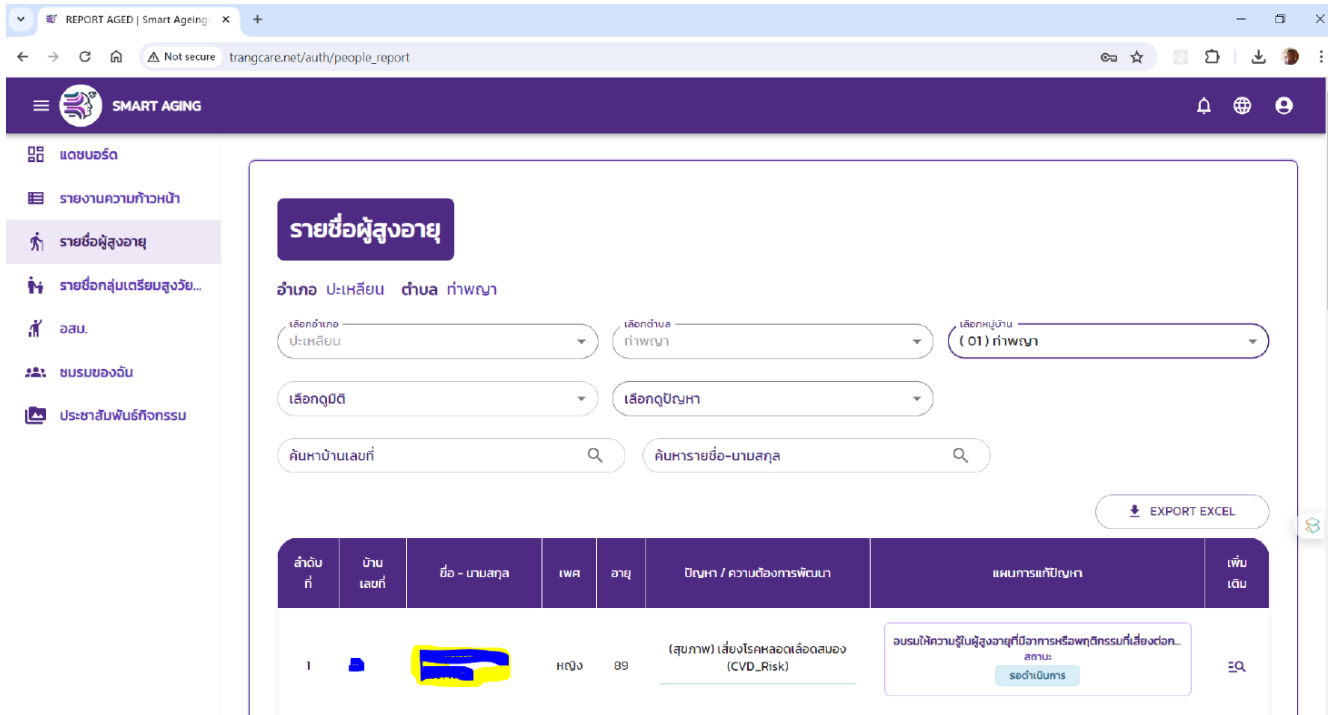 REPORT AGED | Smart Ageing
Not secure
trangcare.net/auth/people_report
SMART AGING
แดชบอร์ด
รายงานความก้าวหน้า
รายชื่อผู้สูงอายุ
รายชื่อกลุ่มเตรียมสูงวัย...
อสม.
ชมรมของฉัน
ประชาสัมพันธ์กิจกรรม
รายชื่อผู้สูงอายุ
อำเภอ ปะเหลียน ตำบล ท่าพญา
เลือกอำเภอ เลือกตำบล เลือกหมู่บ้าน
ปะเหลียน ท่าพญา ( 01 ) ท่าพญา
เลือกดูมิติ เลือกดูปัญหา
ค้นหาบ้านเลขที่ ค้นหารายชื่อ-นามสกุล
EXPORT EXCEL
ลำดับที่ บ้านเลขที่ ชื่อ - นามสกุล เพศ อายุ ปัญหา / ความต้องการพัฒนา แผนการแก้ปัญหา เพิ่มเติม
1 หญิง 89
(สุขภาพ) เสี่ยงโรคหลอดเลือดสมอง
(CVD_Risk)
อบรมให้ความรู้ในผู้สูงอายุที่มีอาการหรือพฤติกรรมที่เสี่ยงต่อก...
สถานะ
รอดำเนินการ